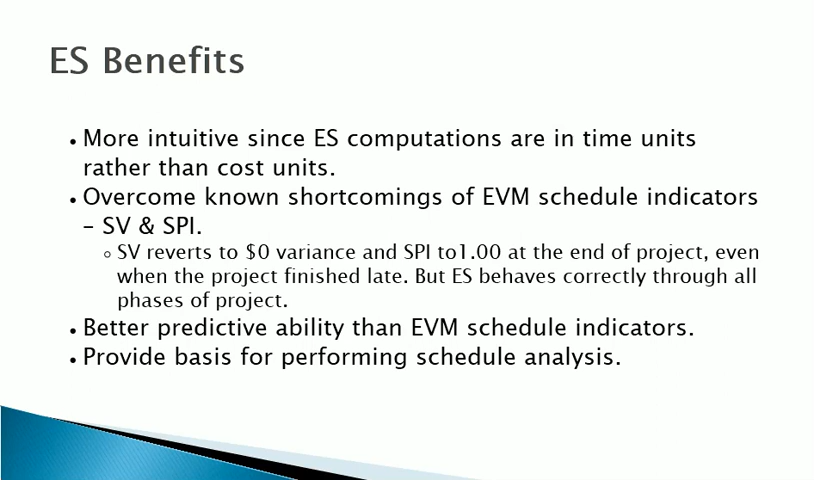 ES Benefits
• More intuitive since ES computations are in time units
rather than cost units.
• Overcome known shortcomings of EVM schedule indicators
– SV & SPI.
◦ SV reverts to $0 variance and SPI to1.00 at the end of project, even
when the project finished late. But ES behaves correctly through all
phases of project.
• Better predictive ability than EVM schedule indicators.
• Provide basis for performing schedule analysis.